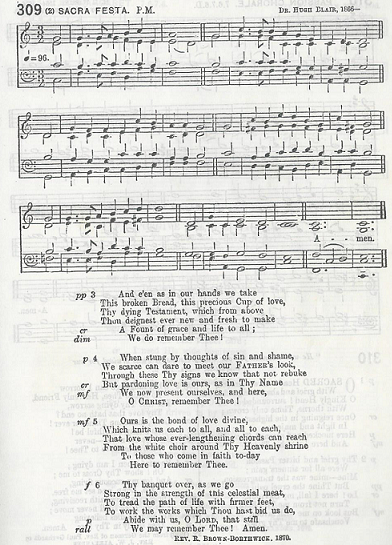 309 (2) SACRA FESTA. P.M. DR. HUGH BLAIR, 1866–
♩=96.
A - men.
pp 3 And e'en as in our hands we take
This broken Bread, this precious Cup of love,
Thy dying Testament, which from above
Thou deignest ever new and fresh to make
cr A Fount of grace and life to all ;
dim We do remember Thee !
p 4 When stung by thoughts of sin and shame,
We scarce can dare to meet our FATHER'S look,
Through these Thy signs we know that not rebuke
cr But pardoning love is ours, as in Thy Name
mf We now present ourselves, and here,
O CHRIST, remember Thee !
mf 5 Ours is the bond of love divine,
Which knits us each to all, and all to each,
That love whose ever-lengthening chords can reach
From the white choir around Thy Heavenly shrine
To those who come in faith to-day
Here to remember Thee.
f 6 Thy banquet over, as we go
Strong in the strength of this celestial meat,
To tread the path of life with firmer feet,
To work the works which Thou hast bid us do,
p Abide with us, O LORD, that still
rall We may remember Thee ! Amen.
REV. R. BROWN-BORTHWICK, 1870.